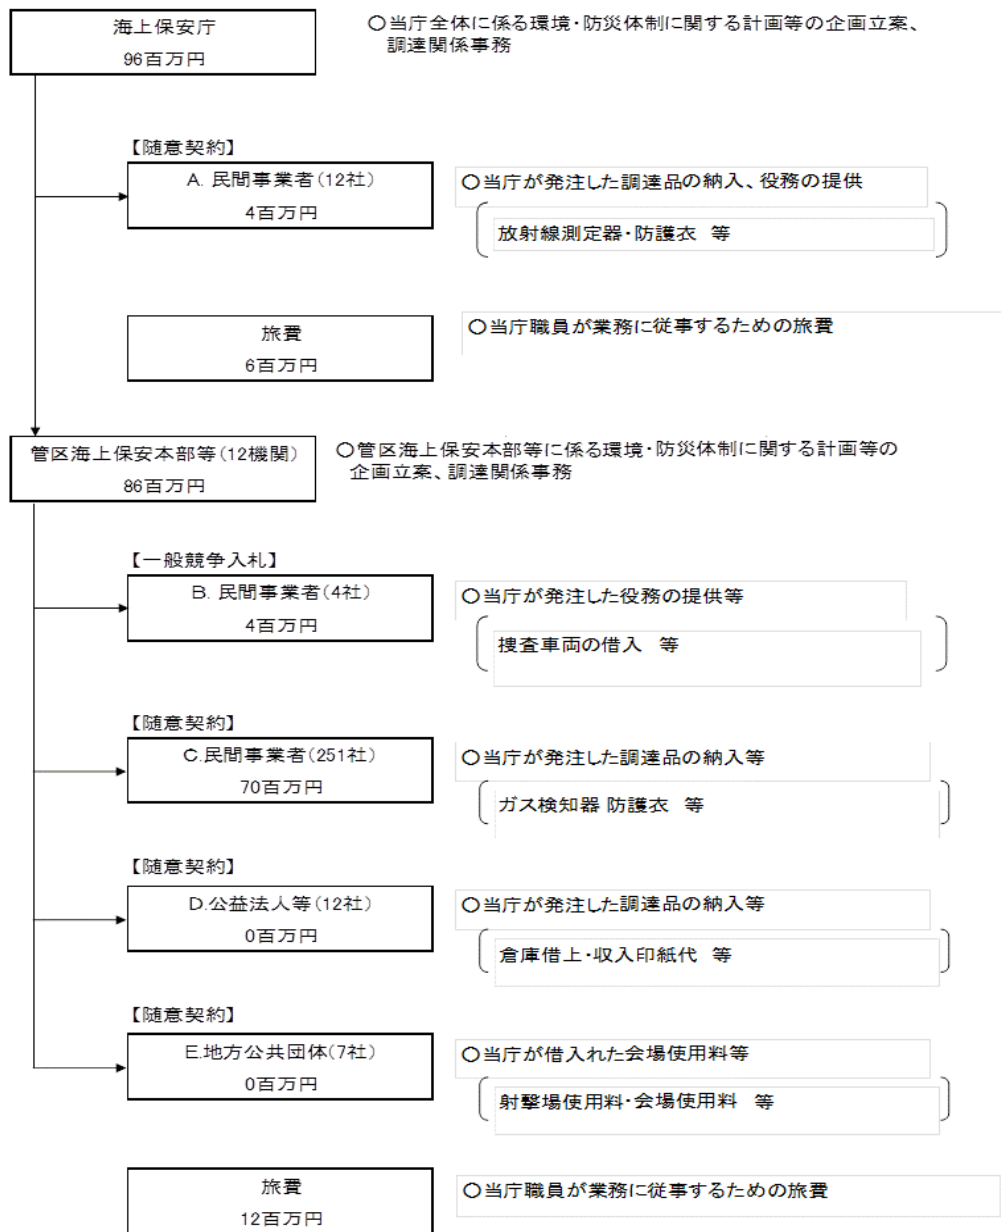 海上保安庁
96百万円
○当庁全体に係る環境・防災体制に関する計画等の企画立案、
調達関係事務
【随意契約】
A. 民間事業者(12社)
4百万円
○当庁が発注した調達品の納入、役務の提供
放射線測定器・防護衣 等
旅費
6百万円
○当庁職員が業務に従事するための旅費
管区海上保安本部等(12機関)
86百万円
○管区海上保安本部等に係る環境・防災体制に関する計画等の
企画立案、調達関係事務
【一般競争入札】
B. 民間事業者(4社)
4百万円
○当庁が発注した役務の提供等
捜査車両の借入 等
【随意契約】
C.民間事業者(251社)
70百万円
○当庁が発注した調達品の納入等
ガス検知器 防護衣 等
【随意契約】
D.公益法人等(12社)
0百万円
○当庁が発注した調達品の納入等
倉庫借上・収入印紙代 等
【随意契約】
E.地方公共団体(7社)
0百万円
○当庁が借入れた会場使用料等
射撃場使用料・会場使用料 等
旅費
12百万円
○当庁職員が業務に従事するための旅費